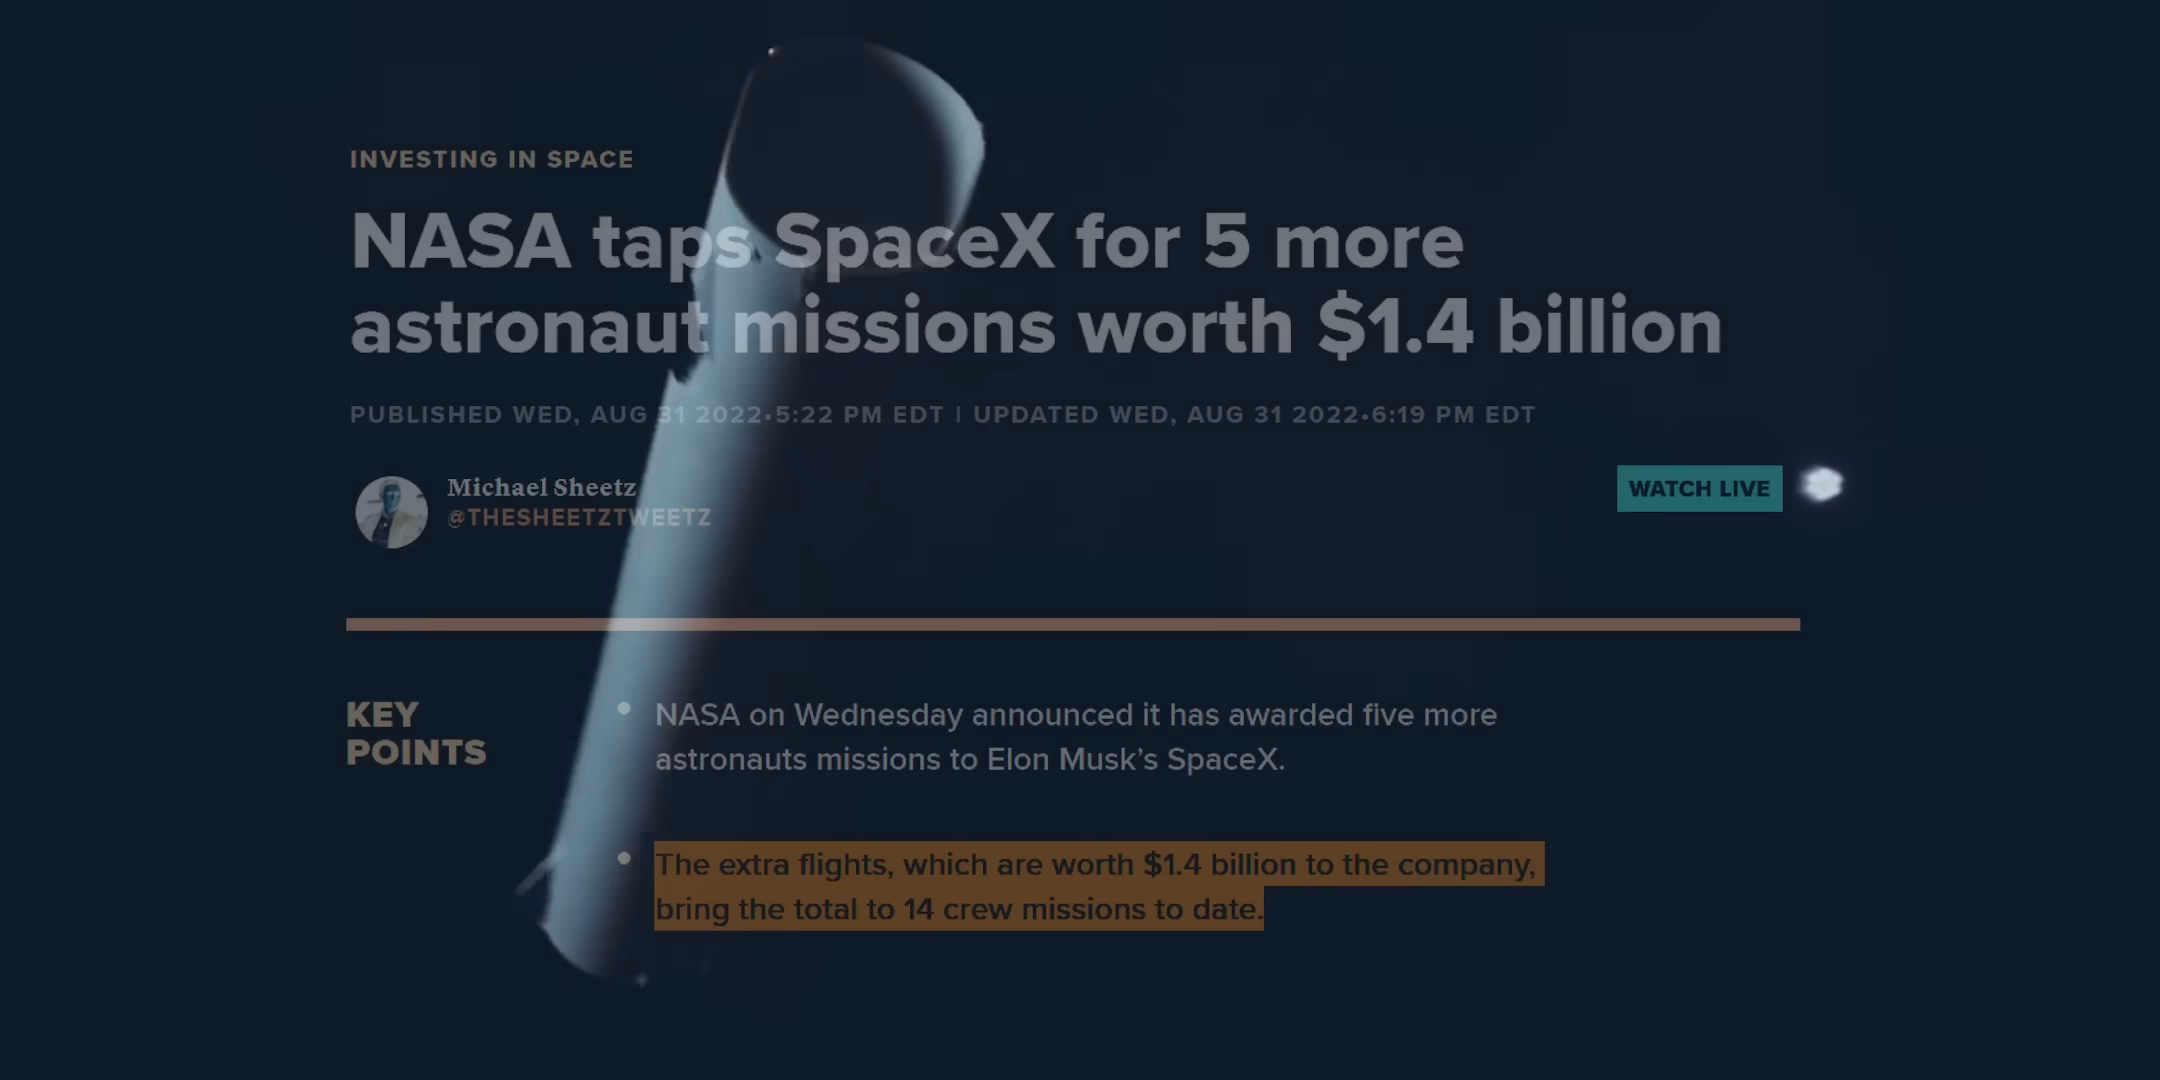 INVESTING IN SPACE
NASA taps SpaceX for 5 more
astronaut missions worth $1.4 billion
PUBLISHED WED, AUG 31 2022•5:22 PM EDT | UPDATED WED, AUG 31 2022•6:19 PM EDT
Michael Sheetz
@THESHEETZTWEETZ
WATCH LIVE
KEY
POINTS
• NASA on Wednesday announced it has awarded five more
astronauts missions to Elon Musk’s SpaceX.
• The extra flights, which are worth $1.4 billion to the company,
bring the total to 14 crew missions to date.